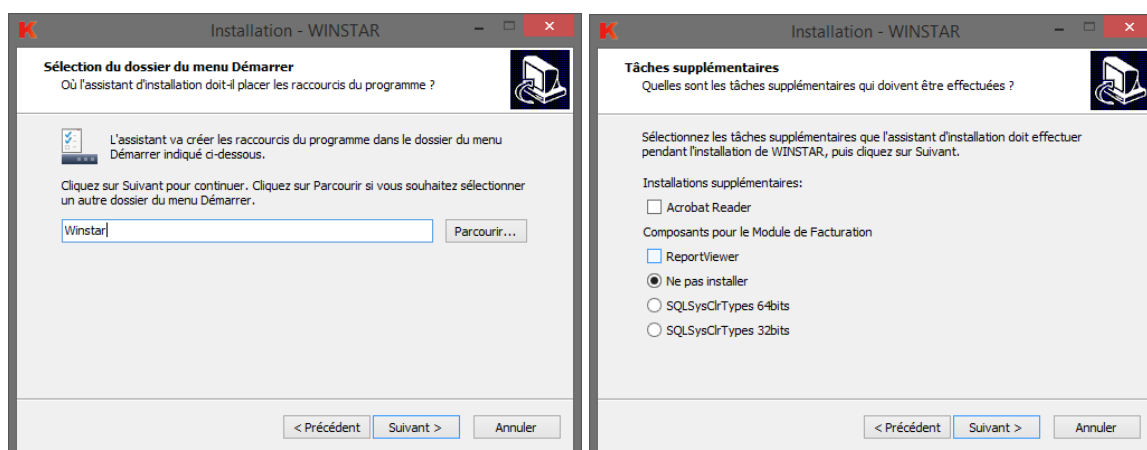 Installation - WINSTAR
Sélection du dossier du menu Démarrer
Où l'assistant d'installation doit-il placer les raccourcis du programme ?
L'assistant va créer les raccourcis du programme dans le dossier du menu
Démarrer indiqué ci-dessous.
Cliquez sur Suivant pour continuer. Cliquez sur Parcourir si vous souhaitez sélectionner
un autre dossier du menu Démarrer.
Winstar
Parcourir...
< Précédent
Suivant >
Annuler
Installation - WINSTAR
Tâches supplémentaires
Quelles sont les tâches supplémentaires qui doivent être effectuées ?
Sélectionnez les tâches supplémentaires que l'assistant d'installation doit effectuer
pendant l'installation de WINSTAR, puis cliquez sur Suivant.
Installations supplémentaires:
Acrobat Reader
Composants pour le Module de Facturation
ReportViewer
Ne pas installer
SQLSysClrTypes 64bits
SQLSysClrTypes 32bits
< Précédent
Suivant >
Annuler